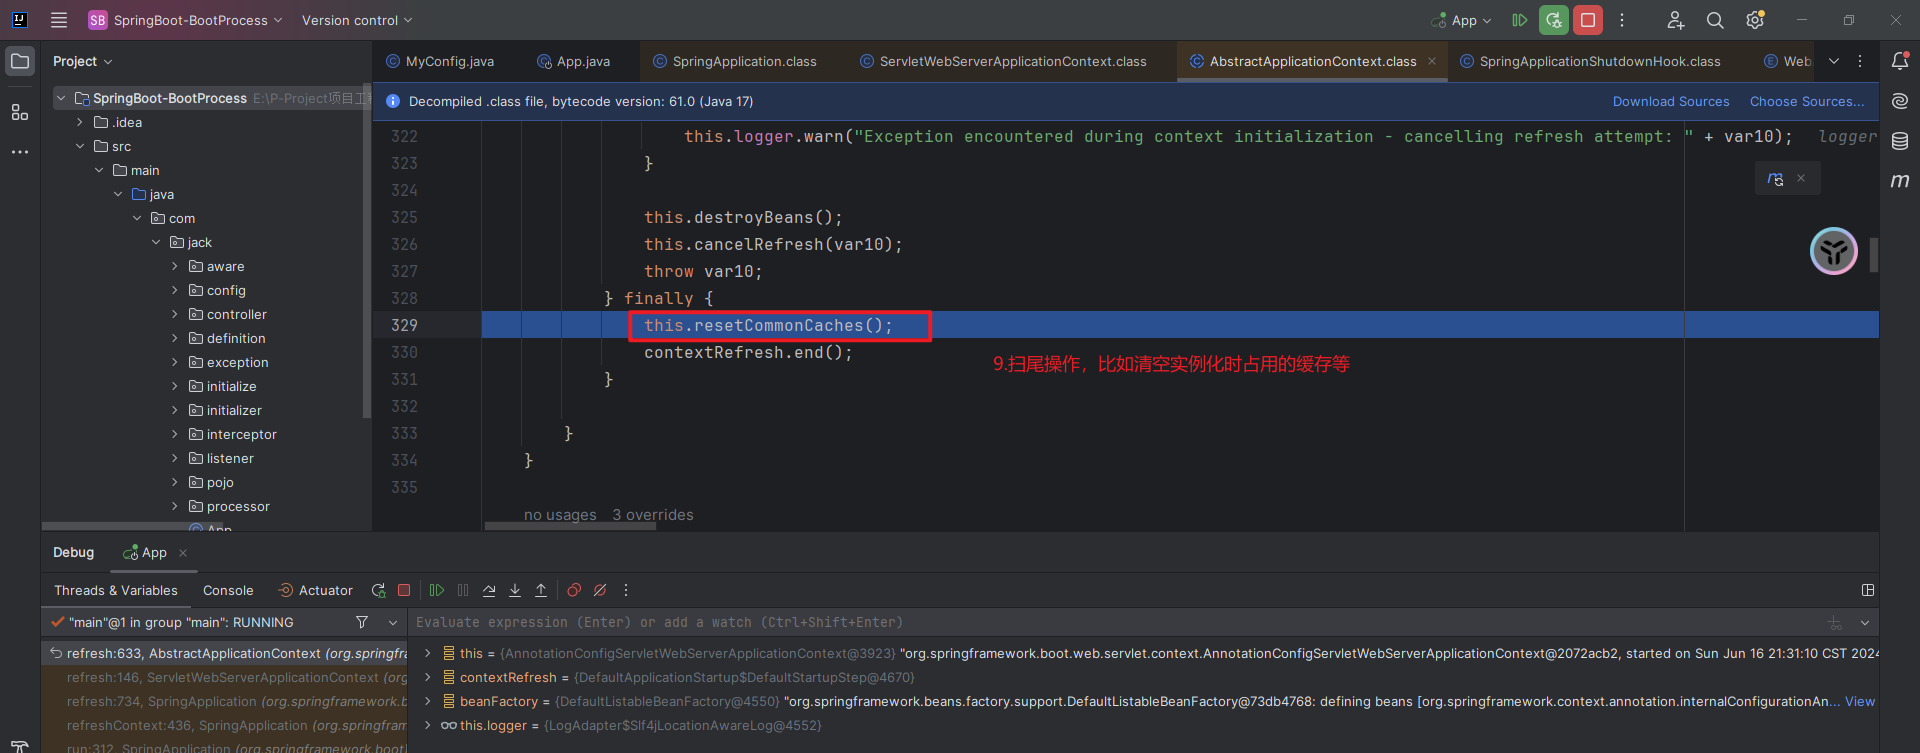 SB SpringBoot-BootProcess Version control App
Project
MyConfig.java App.java SpringApplication.class ServletWebServerApplicationContext.class AbstractApplicationContext.class SpringApplicationShutdownHook.class Web
SpringBoot-BootProcess E:\P-Project项目工程
.idea
src
main
java
com
jack
aware
config
controller
definition
exception
initialize
initializer
interceptor
listener
pojo
processor
App
Decompiled .class file, bytecode version: 61.0 (Java 17) Download Sources Choose Sources...
322 this.logger.warn("Exception encountered during context initialization - cancelling refresh attempt: " + var10); logger
323 }
324
325 this.destroyBeans();
326 this.cancelRefresh(var10);
327 throw var10;
328 } finally {
329 this.resetCommonCaches();
330 contextRefresh.end();
9.扫尾操作，比如清空实例化时占用的缓存等
331 }
332
333 }
334 }
335
no usages 3 overrides
Debug App
Threads & Variables Console Actuator
"main"@1 in group "main": RUNNING
Evaluate expression (Enter) or add a watch (Ctrl+Shift+Enter)
refresh:633, AbstractApplicationContext (org.springfra
refresh:146, ServletWebServerApplicationContext (org
refresh:734, SpringApplication (org.springframework.b
refreshContext:436, SpringApplication (org.springfram
run:312, SpringApplication (org.springframework.boot)
this = {AnnotationConfigServletWebServerApplicationContext@3923} "org.springframework.boot.web.servlet.context.AnnotationConfigServletWebServerApplicationContext@2072acb2, started on Sun Jun 16 21:31:10 CST 2024
contextRefresh = {DefaultApplicationStartup$DefaultStartupStep@4670}
beanFactory = {DefaultListableBeanFactory@4550} "org.springframework.beans.factory.support.DefaultListableBeanFactory@73db4768: defining beans [org.springframework.context.annotation.internalConfigurationAn... View
this.logger = {LogAdapter$Slf4jLocationAwareLog@4552}